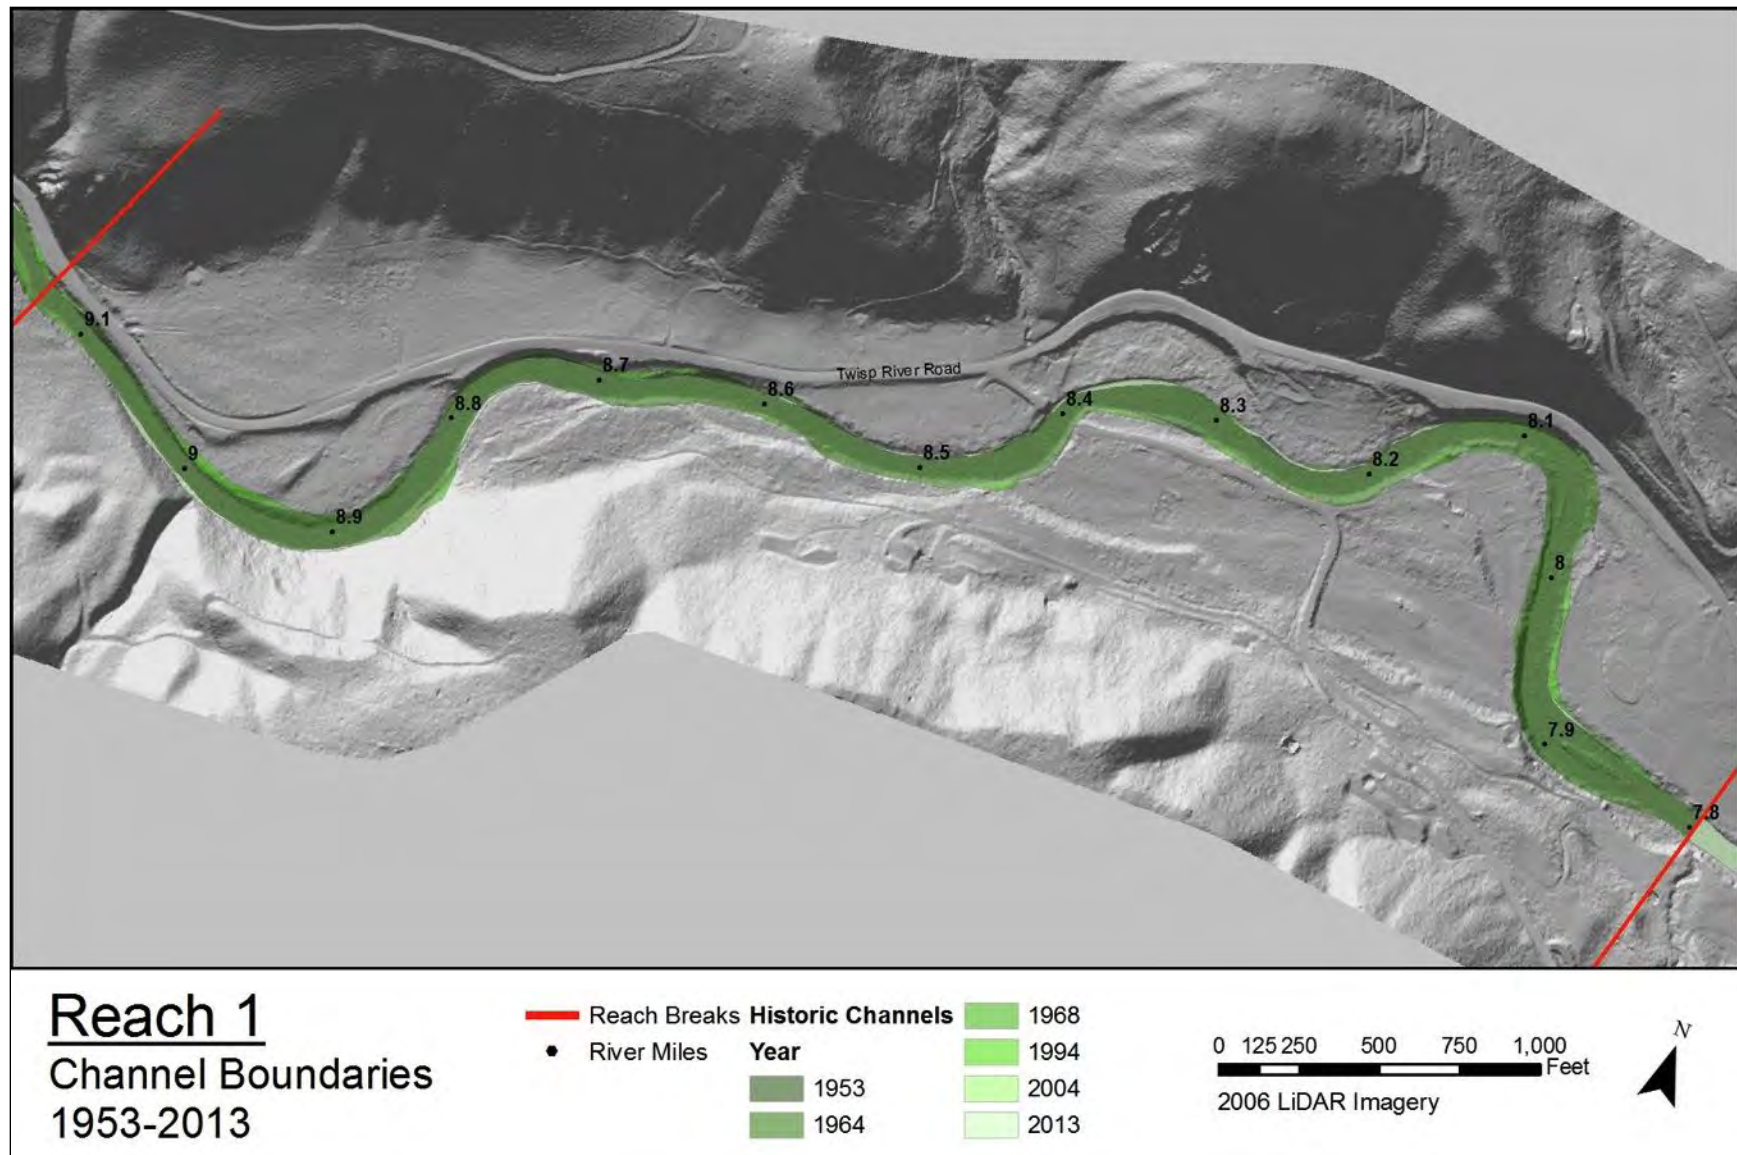 9.1
8.7
8.6
Twisp River Road
8.8
8.4
8.3
8.1
9
8.5
8.2
8.9
8
7.9
7.8
Reach 1
Channel Boundaries
1953-2013
Reach Breaks
River Miles
Historic Channels
Year
1953
1964
1968
1994
2004
2013
0 125 250 500 750 1,000
Feet
2006 LiDAR Imagery
N